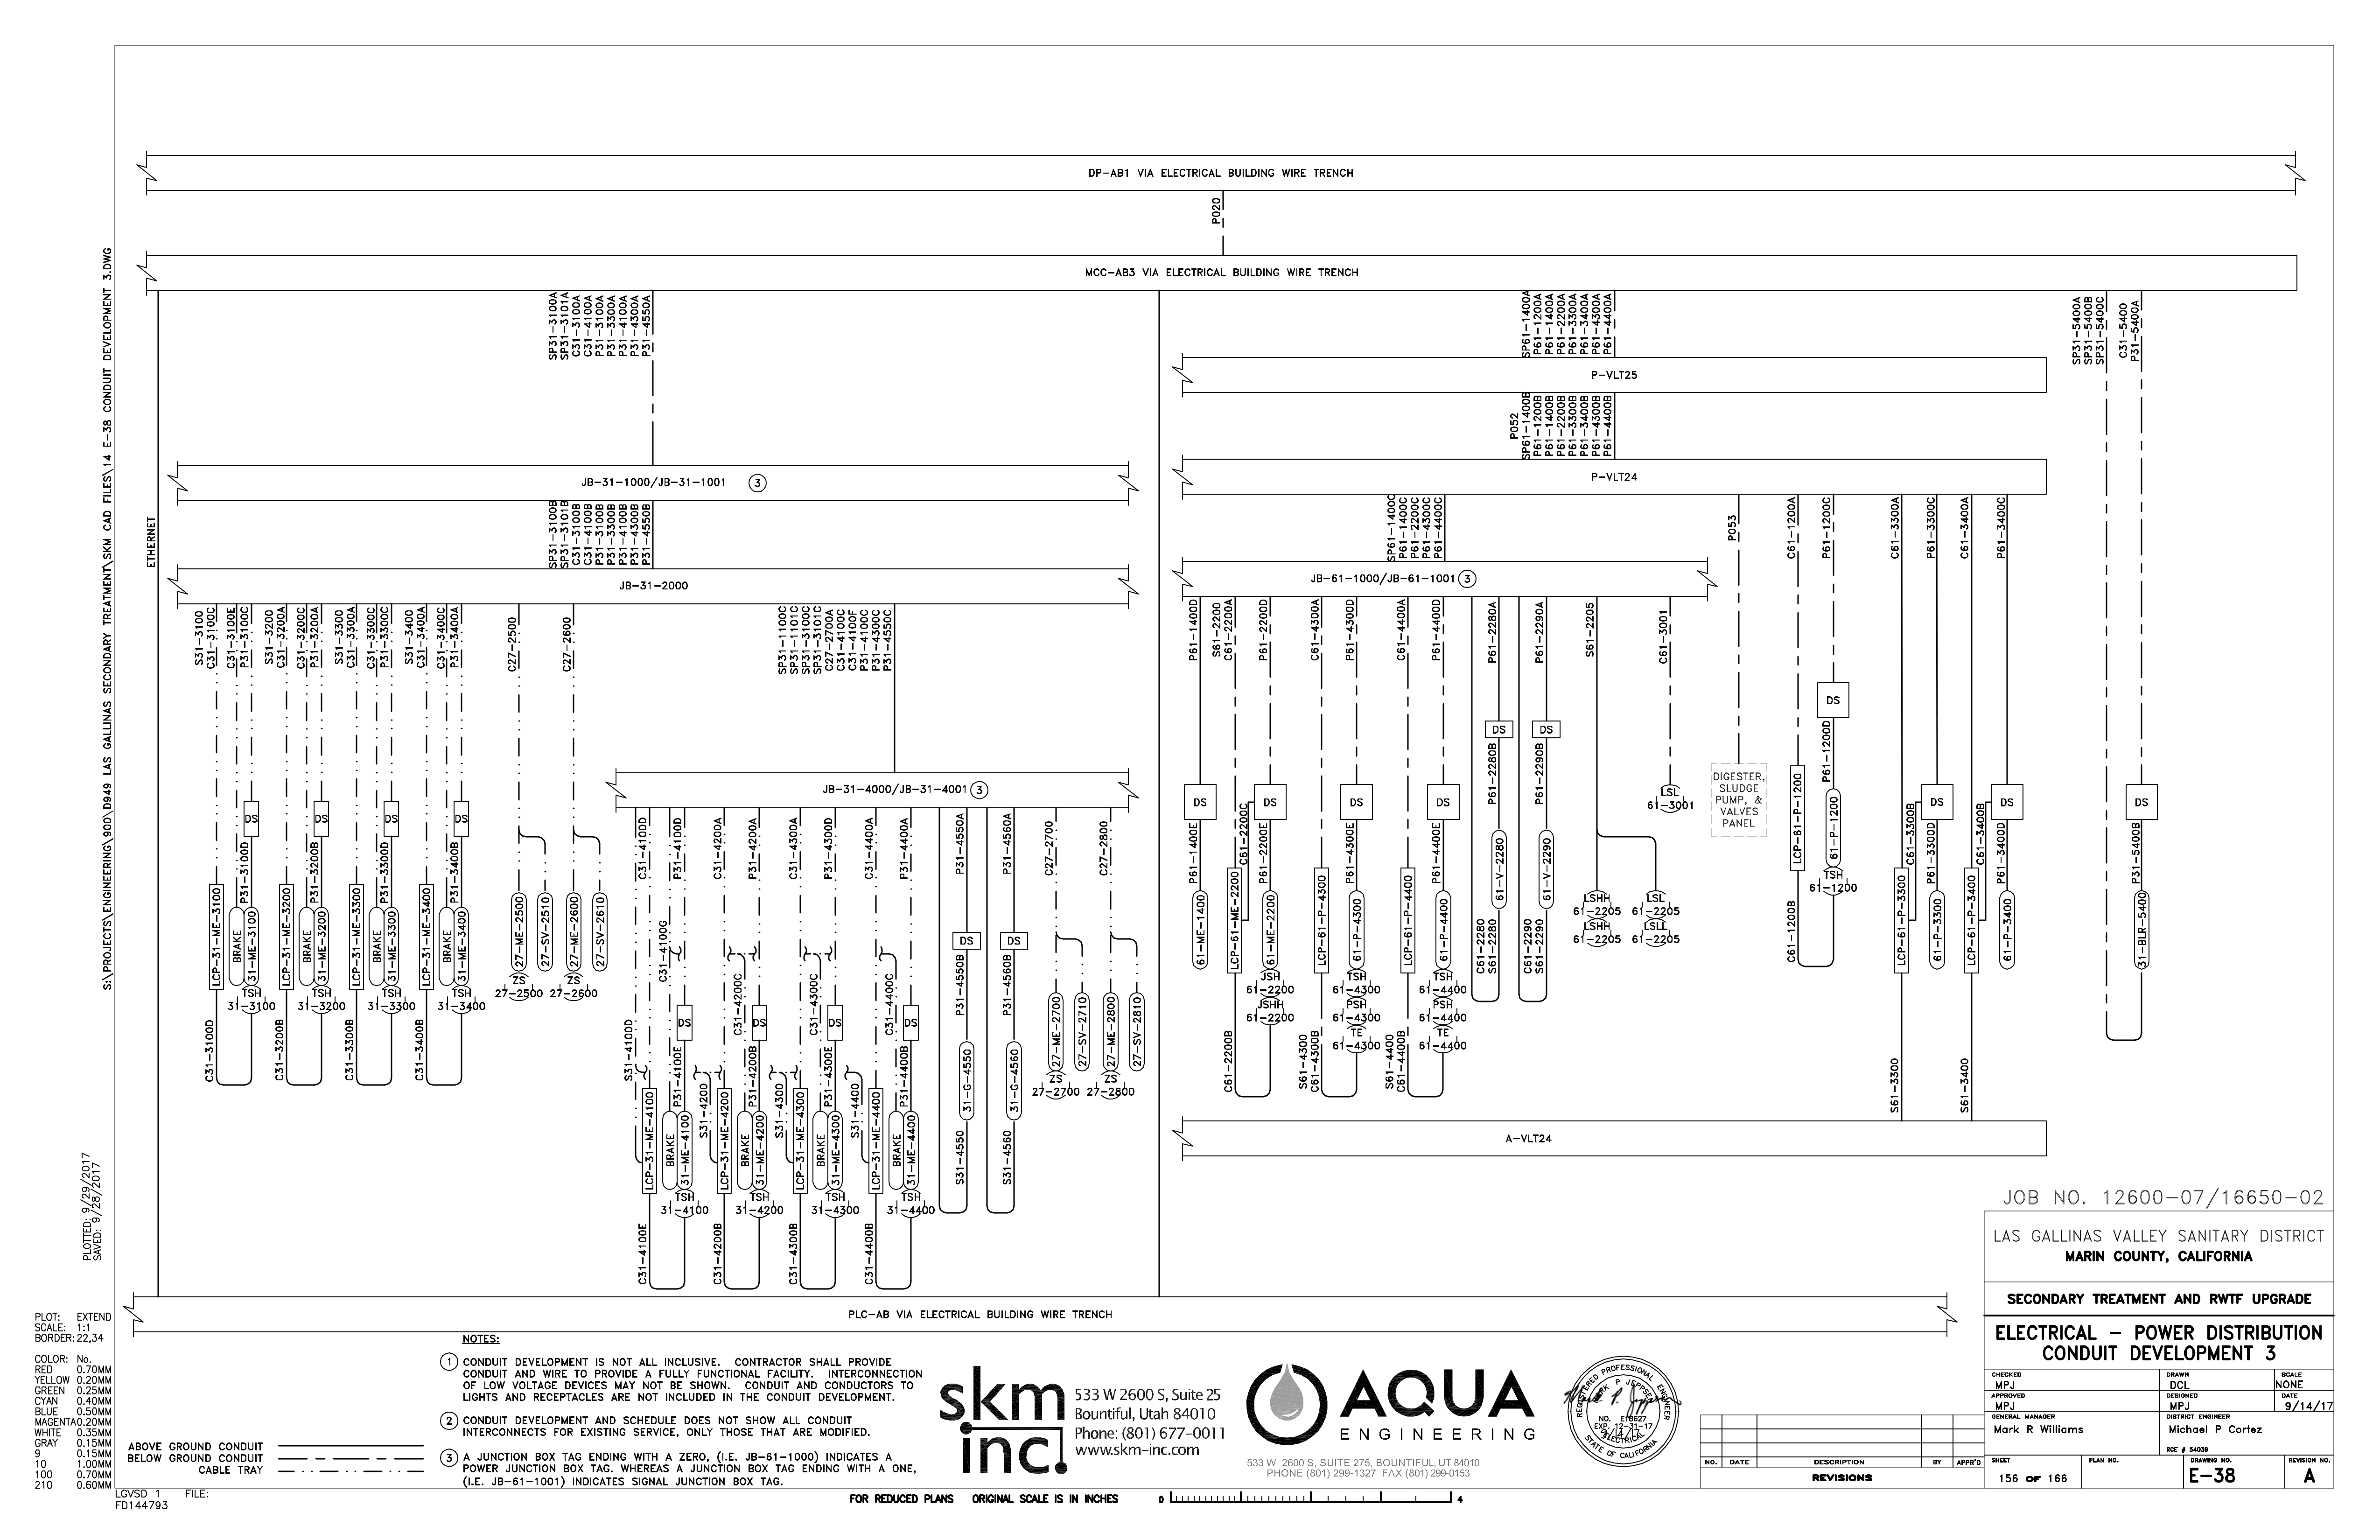 DP-AB1 VIA ELECTRICAL BUILDING WIRE TRENCH
P020
MCC-AB3 VIA ELECTRICAL BUILDING WIRE TRENCH
ETHERNET
SP31-3100A
SP31-3101A
C31-3100A
C31-4100A
P31-3100A
P31-3300A
P31-4100A
P31-4300A
P31-4550A
JB-31-1000/JB-31-1001 3
SP31-3100B
SP31-3101B
C31-3100B
C31-4100B
P31-3100B
P31-3300B
P31-4100B
P31-4300B
P31-4550B
JB-31-2000
S31-3100
C31-3100C
C31-3100E
P31-3100C
S31-3200
C31-3200A
C31-3200C
P31-3200A
S31-3300
C31-3300A
C31-3300C
P31-3300C
S31-3400
C31-3400A
C31-3400C
P31-3400A
C27-2500
C27-2600
SP31-1100C
SP31-1101C
SP31-3100C
SP31-3101C
C27-2700A
C31-4100C
C31-4100F
P31-4100C
P31-4300C
P31-4550C
DS
DS
DS
DS
P31-3100D
P31-3200B
P31-3300D
P31-3400B
LCP-31-ME-3100
BRAKE
31-ME-3100
LCP-31-ME-3200
BRAKE
31-ME-3200
LCP-31-ME-3300
BRAKE
31-ME-3300
LCP-31-ME-3400
BRAKE
31-ME-3400
27-ME-2500
27-SV-2510
27-ME-2600
27-SV-2610
TSH
31-3100
TSH
31-3200
TSH
31-3300
TSH
31-3400
ZS
27-2500
ZS
27-2600
C31-3100D
C31-3200B
C31-3300B
C31-3400B
JB-31-4000/JB-31-4001 3
C31-4100D
P31-4100D
C31-4200A
P31-4200A
C31-4300A
P31-4300D
C31-4400A
P31-4400A
P31-4550A
P31-4560A
C27-2700
C27-2800
C31-4100G
C31-4200C
C31-4300C
C31-4400C
DS
DS
DS
DS
DS
DS
S31-4100D
P31-4100E
S31-4200
P31-4200B
S31-4300
P31-4300E
S31-4400
P31-4400B
P31-4550B
P31-4560B
LCP-31-ME-4100
BRAKE
31-ME-4100
LCP-31-ME-4200
BRAKE
31-ME-4200
LCP-31-ME-4300
BRAKE
31-ME-4300
LCP-31-ME-4400
BRAKE
31-ME-4400
31-G-4550
31-G-4560
27-ME-2700
27-SV-2710
27-ME-2800
27-SV-2810
ZS
27-2700
ZS
27-2800
TSH
31-4100
TSH
31-4200
TSH
31-4300
TSH
31-4400
S31-4550
S31-4560
C31-4100E
C31-4200B
C31-4300B
C31-4400B
SP61-1400A
P61-1200A
P61-1400A
P61-2200A
P61-3300A
P61-3400A
P61-4300A
P61-4400A
P-VLT25
P052
SP61-1400B
P61-1200B
P61-1400B
P61-2200B
P61-3300B
P61-3400B
P61-4300B
P61-4400B
P-VLT24
SP61-1400C
P61-1400C
P61-2200C
P61-4300C
P61-4400C
P053
C61-1200A
P61-1200C
C61-3300A
P61-3300C
C61-3400A
P61-3400C
SP31-5400A
SP31-5400B
SP31-5400C
C31-5400
P31-5400A
JB-61-1000/JB-61-1001 3
P61-1400D
S61-2200
C61-2200A
P61-2200D
C61-4300A
P61-4300D
C61-4400A
P61-4400D
P61-2280A
P61-2290A
S61-2205
C61-3001
DS
DS
DS
DS
DS
DS
DS
DS
DS
DS
P61-2280B
P61-2290B
P61-1200D
P61-1400E
C61-2200C
P61-2200E
P61-4300E
P61-4400E
LSL
61-3001
DIGESTER,
SLUDGE
PUMP, &
VALVES
PANEL
LCP-61-P-1200
61-P-1200
TSH
61-1200
C61-1200B
C61-3300B
P61-3300D
C61-3400B
P61-3400D
P31-5400B
61-ME-1400
LCP-61-ME-2200
61-ME-2200
LCP-61-P-4300
61-P-4300
LCP-61-P-4400
61-P-4400
61-V-2280
61-V-2290
LSHH
61-2205
LSHH
61-2205
LSL
61-2205
LSLL
61-2205
LCP-61-P-3300
61-P-3300
LCP-61-P-3400
61-P-3400
31-BLR-5400
JSH
61-2200
JSHH
61-2200
TSH
61-4300
PSH
61-4300
TE
61-4300
TSH
61-4400
PSH
61-4400
TE
61-4400
C61-2280
S61-2280
C61-2290
S61-2290
C61-2200B
S61-4300
C61-4300B
S61-4400
C61-4400B
S61-3300
S61-3400
A-VLT24
PLC-AB VIA ELECTRICAL BUILDING WIRE TRENCH
S:\PROJECTS\ENGINEERING\90D\D949 LAS GALLINAS SECONDARY TREATMENT\SKM CAD FILES\14 E-38 CONDUIT DEVELOPMENT 3.DWG
PLOTTED: 9/29/2017
SAVED: 9/28/2017
PLOT: EXTEND
SCALE: 1:1
BORDER: 22,34
COLOR: No.
RED 0.70MM
YELLOW 0.20MM
GREEN 0.25MM
CYAN 0.40MM
BLUE 0.50MM
MAGENTA 0.20MM
WHITE 0.35MM
GRAY 0.15MM
9 0.15MM
10 1.00MM
100 0.70MM
210 0.60MM
ABOVE GROUND CONDUIT
BELOW GROUND CONDUIT
CABLE TRAY
LGVSD 1 FILE:
FD144793
NOTES:
1 CONDUIT DEVELOPMENT IS NOT ALL INCLUSIVE. CONTRACTOR SHALL PROVIDE
CONDUIT AND WIRE TO PROVIDE A FULLY FUNCTIONAL FACILITY. INTERCONNECTION
OF LOW VOLTAGE DEVICES MAY NOT BE SHOWN. CONDUIT AND CONDUCTORS TO
LIGHTS AND RECEPTACLES ARE NOT INCLUDED IN THE CONDUIT DEVELOPMENT.
2 CONDUIT DEVELOPMENT AND SCHEDULE DOES NOT SHOW ALL CONDUIT
INTERCONNECTS FOR EXISTING SERVICE, ONLY THOSE THAT ARE MODIFIED.
3 A JUNCTION BOX TAG ENDING WITH A ZERO, (I.E. JB-61-1000) INDICATES A
POWER JUNCTION BOX TAG. WHEREAS A JUNCTION BOX TAG ENDING WITH A ONE,
(I.E. JB-61-1001) INDICATES SIGNAL JUNCTION BOX TAG.
FOR REDUCED PLANS ORIGINAL SCALE IS IN INCHES 0 4
skm
inc.
533 W 2600 S, Suite 25
Bountiful, Utah 84010
Phone: (801) 677-0011
www.skm-inc.com
AQUA
ENGINEERING
533 W 2600 S, SUITE 275, BOUNTIFUL, UT 84010
PHONE (801) 299-1327 FAX (801) 299-0153
REGISTERED PROFESSIONAL ENGINEER
MARK P JEPPSEN
NO. E18627
EXP. 12-31-17
ELECTRICAL
STATE OF CALIFORNIA
NO. DATE DESCRIPTION BY APPR'D
REVISIONS
JOB NO. 12600-07/16650-02
LAS GALLINAS VALLEY SANITARY DISTRICT
MARIN COUNTY, CALIFORNIA
SECONDARY TREATMENT AND RWTF UPGRADE
ELECTRICAL - POWER DISTRIBUTION
CONDUIT DEVELOPMENT 3
CHECKED MPJ
DRAWN DCL
SCALE NONE
APPROVED MPJ
DESIGNED MPJ
DATE 9/14/17
GENERAL MANAGER
Mark R Williams
DISTRICT ENGINEER
Michael P Cortez
RCE # 54039
SHEET 156 OF 166
PLAN NO.
DRAWING NO. E-38
REVISION NO. A